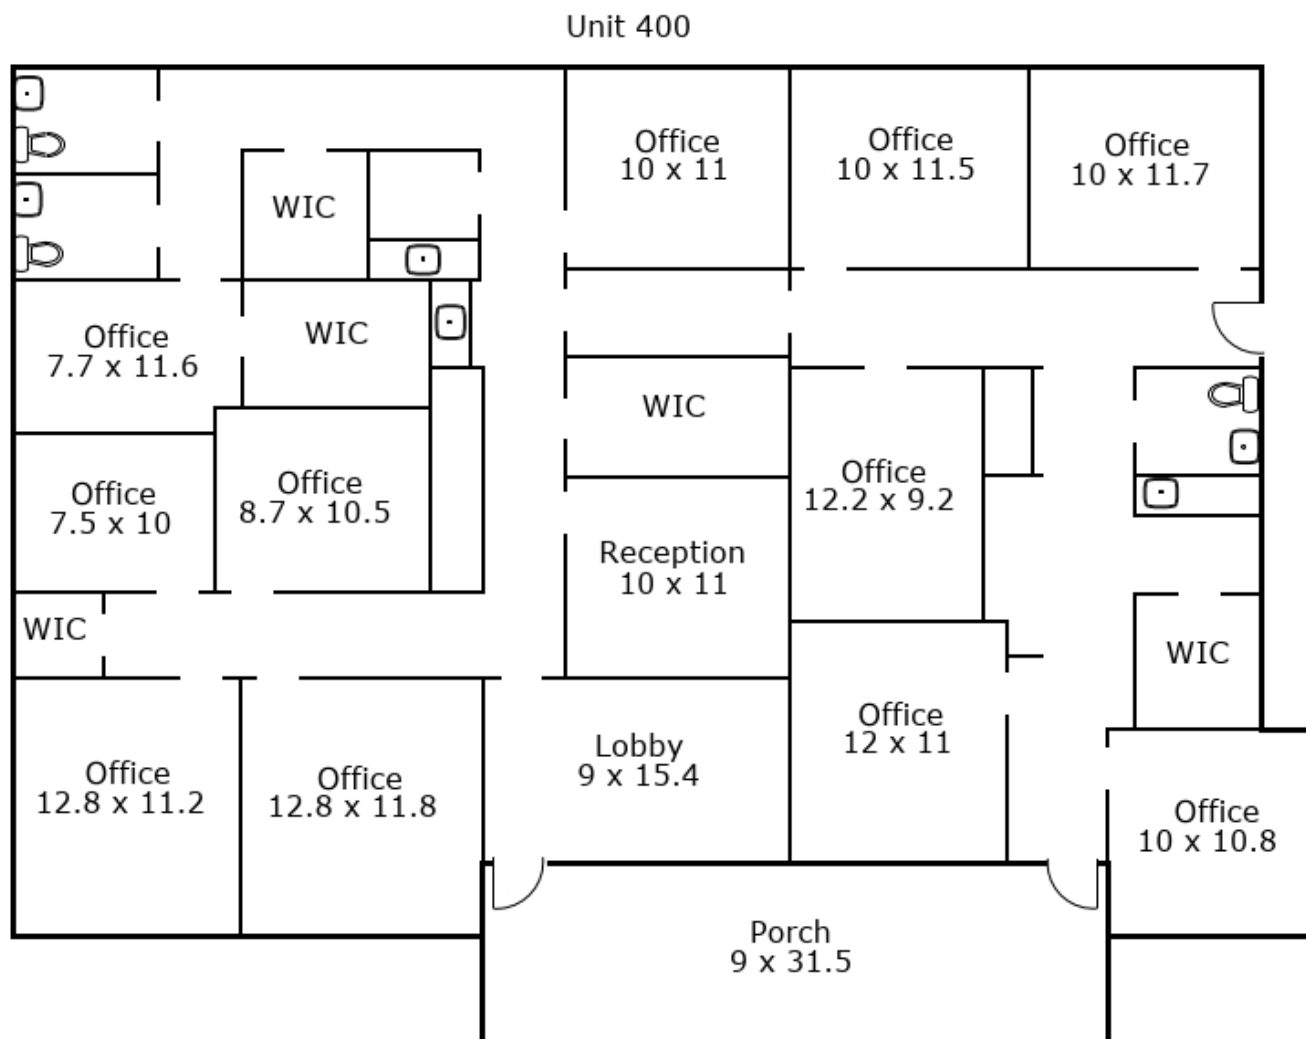 Unit 400
Office
10 x 11
Office
10 x 11.5
Office
10 x 11.7
WIC
Office
7.7 x 11.6
WIC
WIC
Office
7.5 x 10
Office
8.7 x 10.5
Office
12.2 x 9.2
Reception
10 x 11
WIC
WIC
Office
12.8 x 11.2
Office
12.8 x 11.8
Lobby
9 x 15.4
Office
12 x 11
Office
10 x 10.8
Porch
9 x 31.5